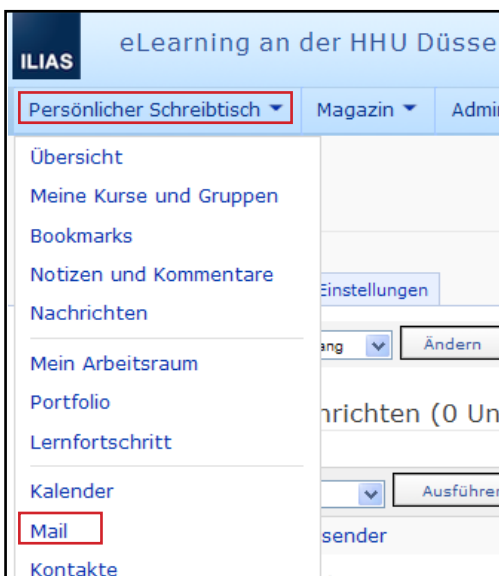 ILIAS
eLearning an der HHU Düsse
Persönlicher Schreibtisch Magazin Admi
Übersicht
Meine Kurse und Gruppen
Bookmarks
Notizen und Kommentare
Einstellungen
Nachrichten
ang Ändern
Mein Arbeitsraum
Portfolio
hrichten (0 Un
Lernfortschritt
Kalender
Ausführen
Mail
sender
Kontakte